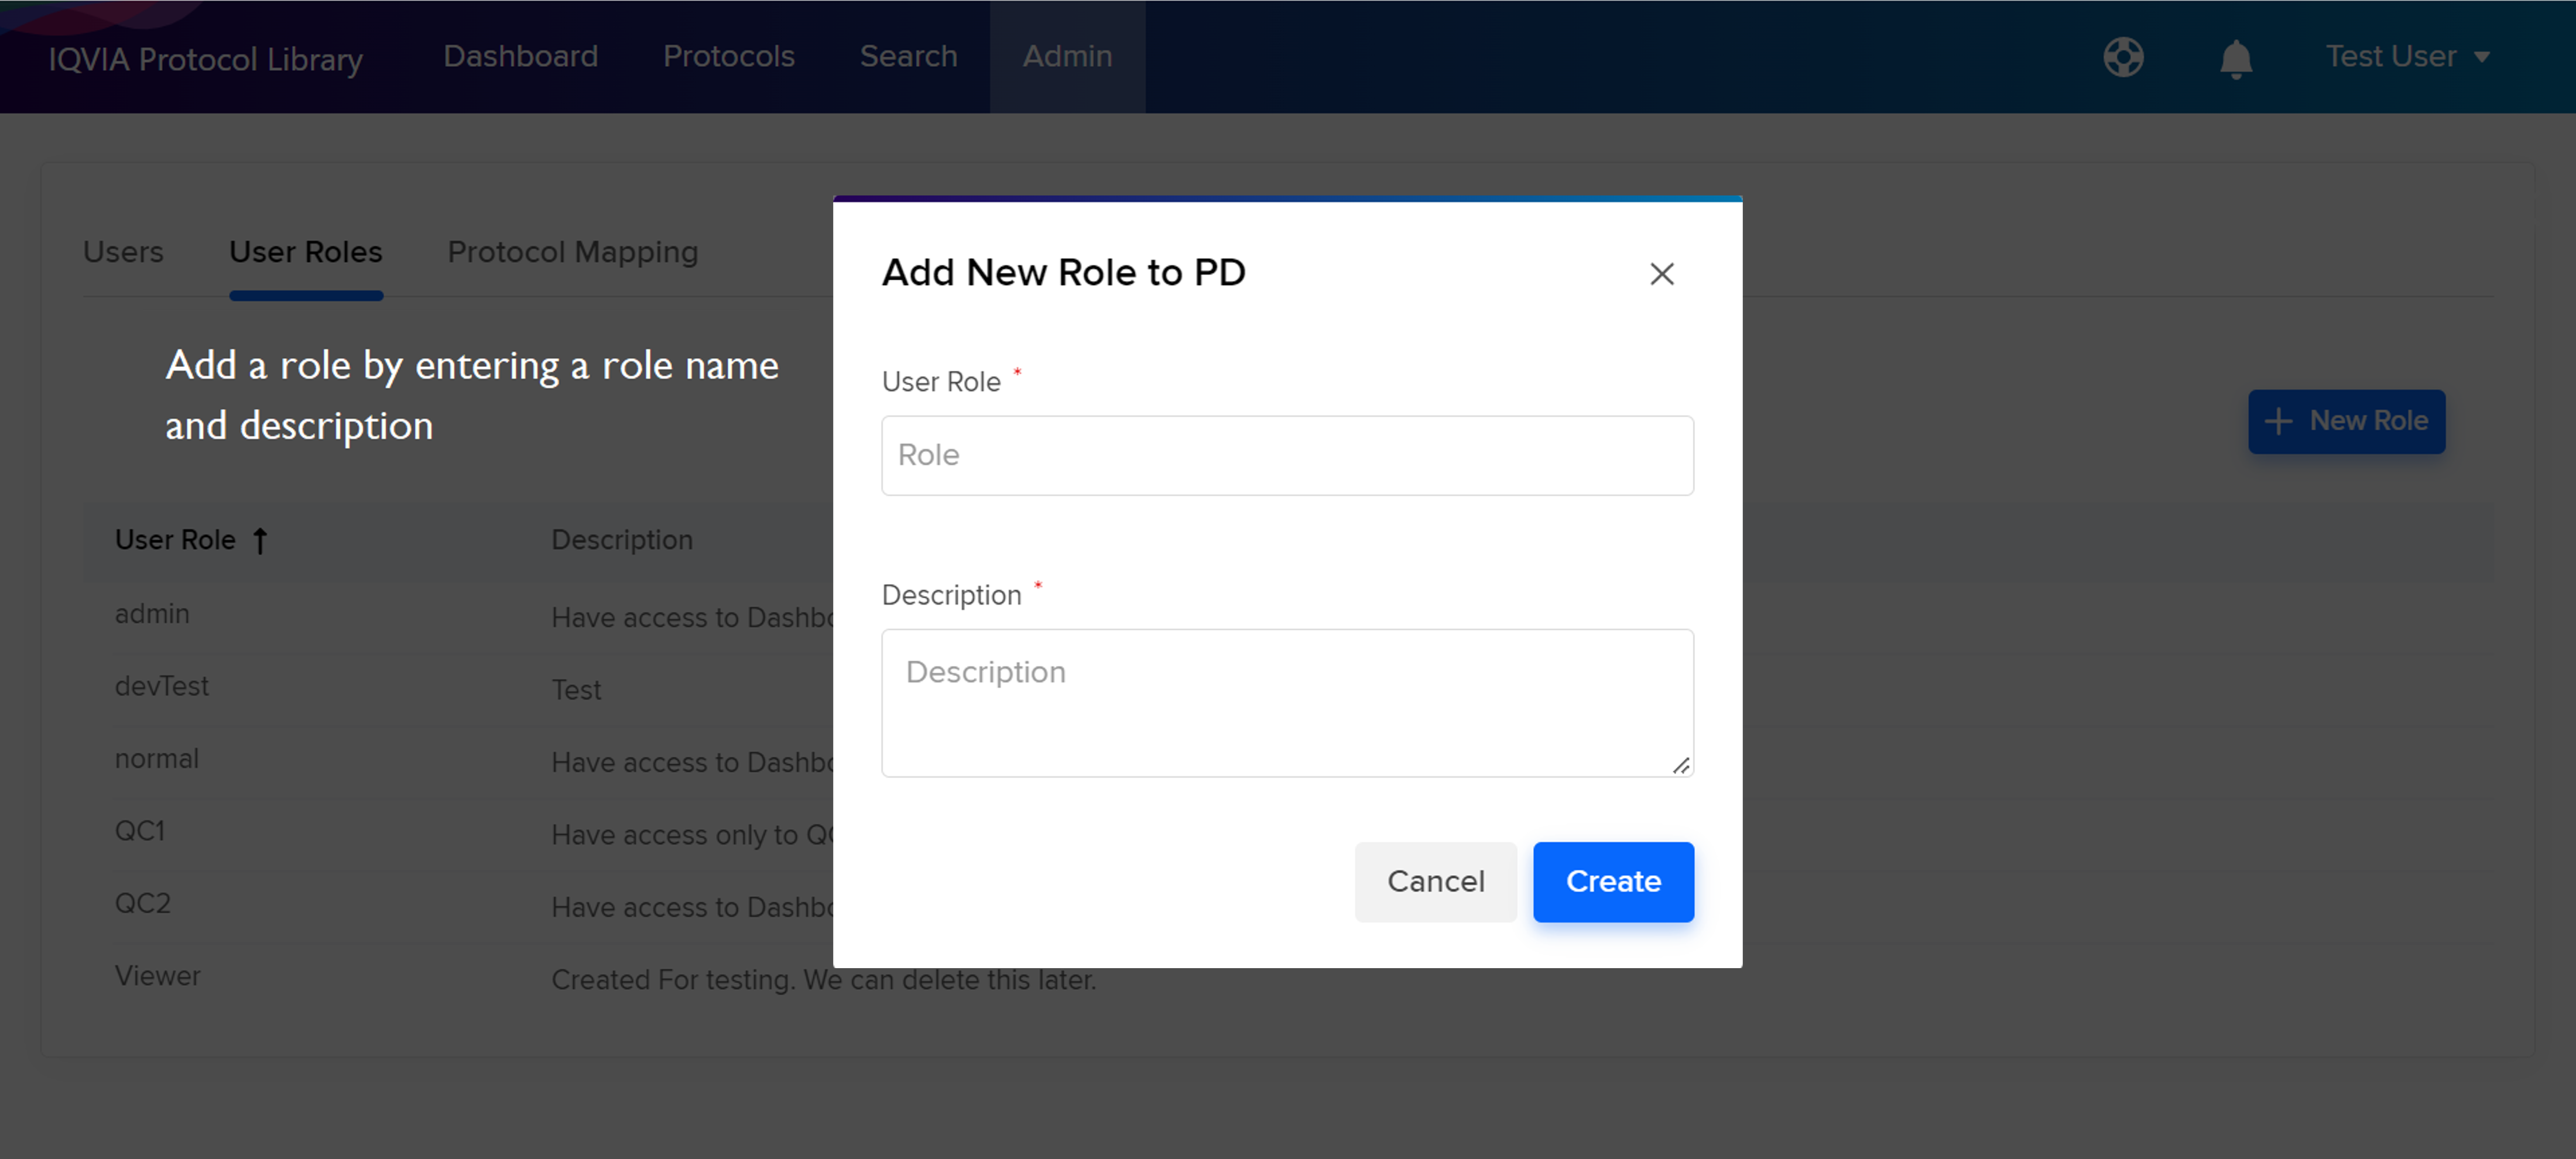 IQVIA Protocol Library
Dashboard
Protocols
Search
Admin
Test User
Users
User Roles
Protocol Mapping
Add a role by entering a role name
and description
+ New Role
User Role ↑
Description
admin
Have access to
devTest
Test
normal
Have access to
QC1
Have access only to
QC2
Have access to
Viewer
Created For testing. We can delete this later.
Add New Role to PD
User Role *
Role
Description *
Description
Cancel
Create